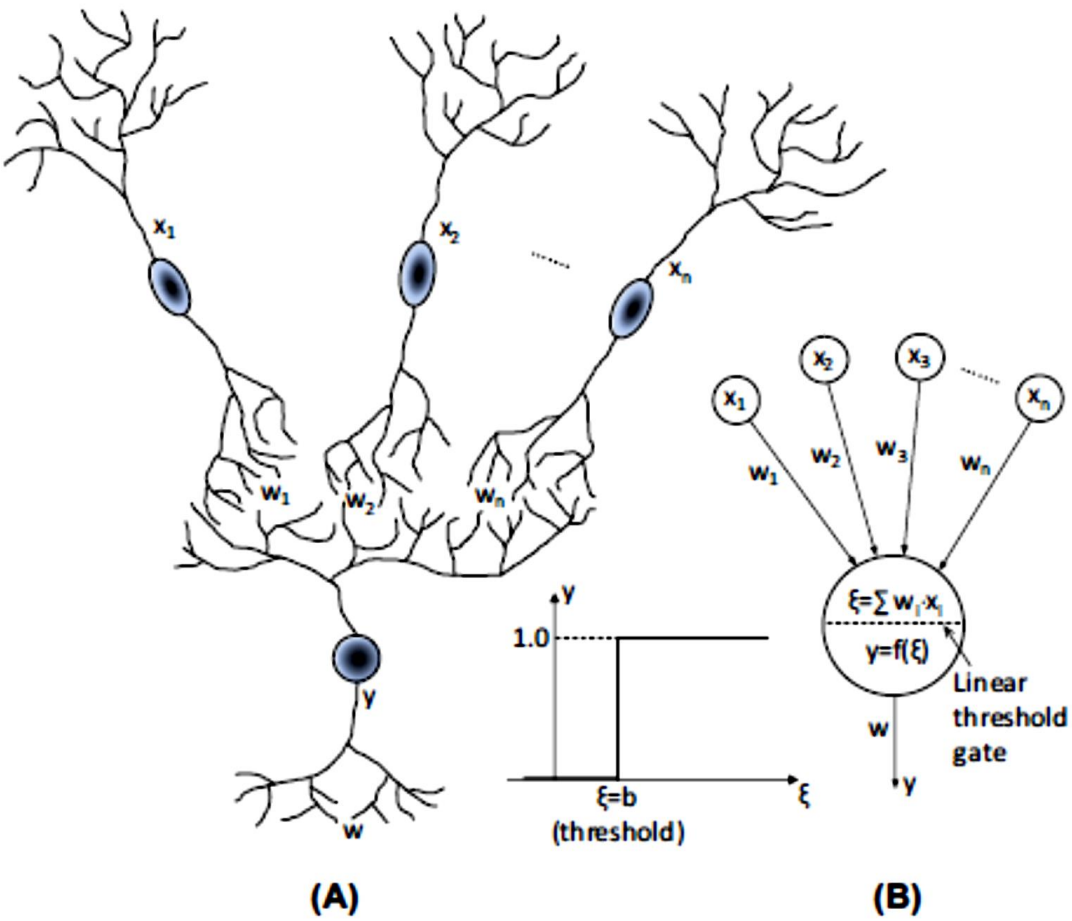 x₁
x₂
........
xₙ
w₁
w₂
wₙ
y
w
y
1.0
ξ=b
(threshold)
ξ
x₁
x₂
x₃
........
xₙ
w₁
w₂
w₃
wₙ
ξ=∑ wᵢ·xᵢ
y=f(ξ)
Linear
threshold
gate
w
y
(A)
(B)